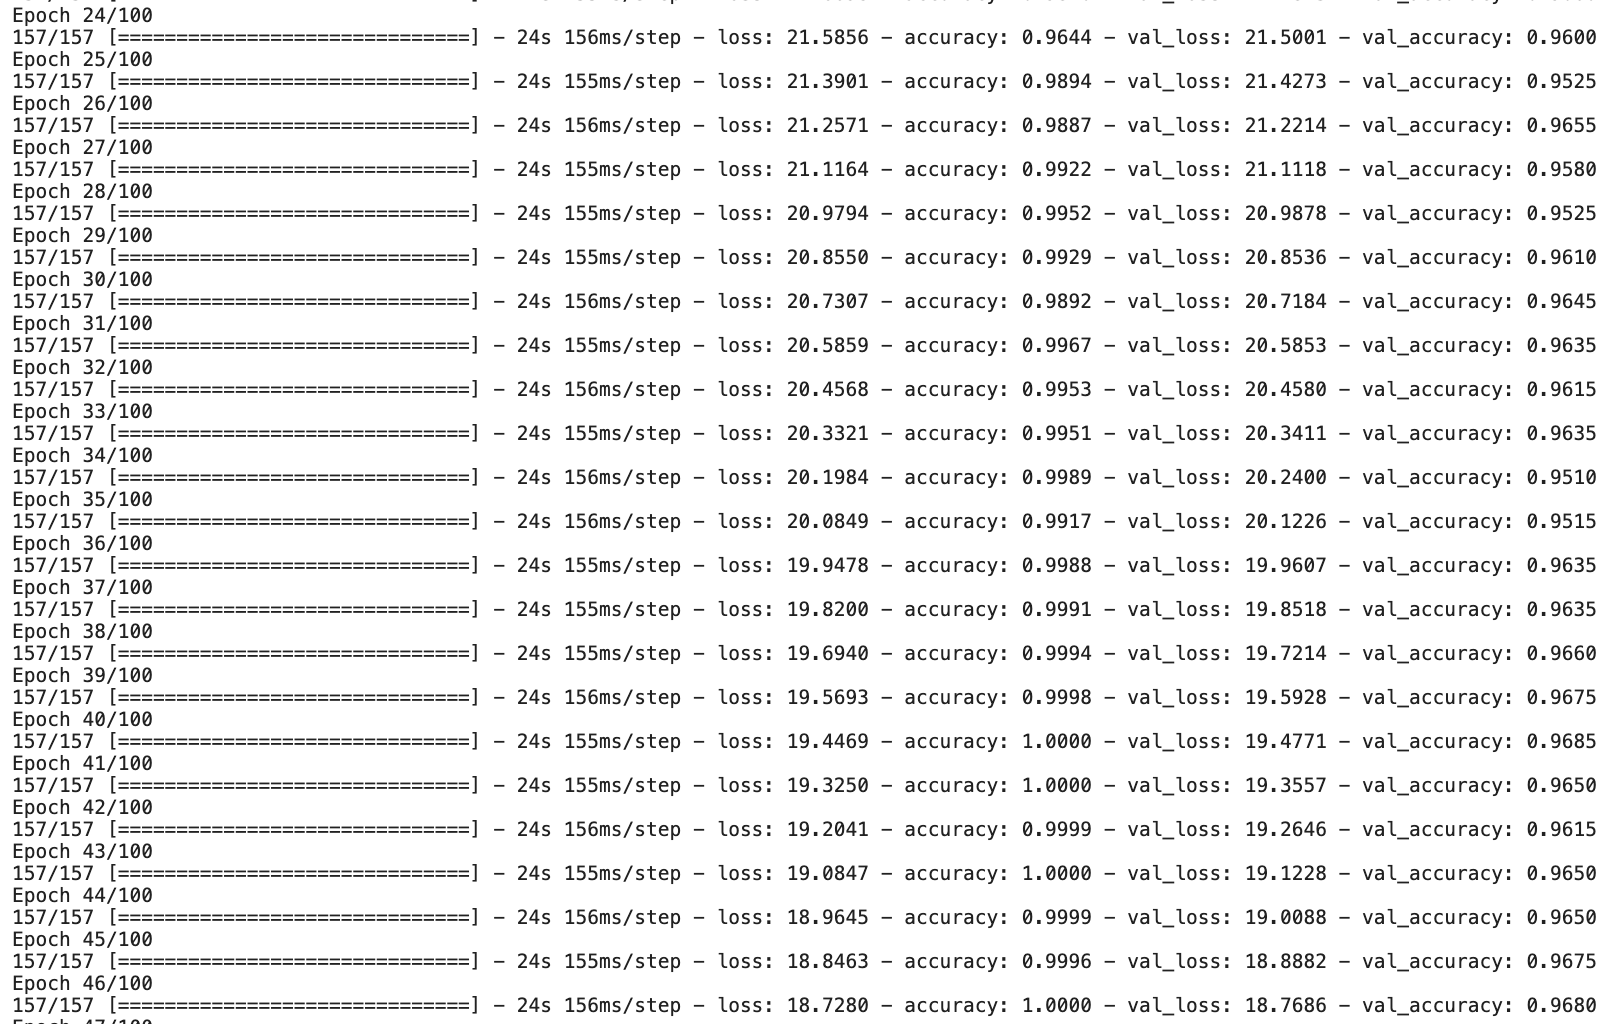 Epoch 24/100
157/157 [==============================] - 24s 156ms/step - loss: 21.5856 - accuracy: 0.9644 - val_loss: 21.5001 - val_accuracy: 0.9600
Epoch 25/100
157/157 [==============================] - 24s 155ms/step - loss: 21.3901 - accuracy: 0.9894 - val_loss: 21.4273 - val_accuracy: 0.9525
Epoch 26/100
157/157 [==============================] - 24s 156ms/step - loss: 21.2571 - accuracy: 0.9887 - val_loss: 21.2214 - val_accuracy: 0.9655
Epoch 27/100
157/157 [==============================] - 24s 155ms/step - loss: 21.1164 - accuracy: 0.9922 - val_loss: 21.1118 - val_accuracy: 0.9580
Epoch 28/100
157/157 [==============================] - 24s 155ms/step - loss: 20.9794 - accuracy: 0.9952 - val_loss: 20.9878 - val_accuracy: 0.9525
Epoch 29/100
157/157 [==============================] - 24s 155ms/step - loss: 20.8550 - accuracy: 0.9929 - val_loss: 20.8536 - val_accuracy: 0.9610
Epoch 30/100
157/157 [==============================] - 24s 156ms/step - loss: 20.7307 - accuracy: 0.9892 - val_loss: 20.7184 - val_accuracy: 0.9645
Epoch 31/100
157/157 [==============================] - 24s 155ms/step - loss: 20.5859 - accuracy: 0.9967 - val_loss: 20.5853 - val_accuracy: 0.9635
Epoch 32/100
157/157 [==============================] - 24s 156ms/step - loss: 20.4568 - accuracy: 0.9953 - val_loss: 20.4580 - val_accuracy: 0.9615
Epoch 33/100
157/157 [==============================] - 24s 155ms/step - loss: 20.3321 - accuracy: 0.9951 - val_loss: 20.3411 - val_accuracy: 0.9635
Epoch 34/100
157/157 [==============================] - 24s 156ms/step - loss: 20.1984 - accuracy: 0.9989 - val_loss: 20.2400 - val_accuracy: 0.9510
Epoch 35/100
157/157 [==============================] - 24s 156ms/step - loss: 20.0849 - accuracy: 0.9917 - val_loss: 20.1226 - val_accuracy: 0.9515
Epoch 36/100
157/157 [==============================] - 24s 155ms/step - loss: 19.9478 - accuracy: 0.9988 - val_loss: 19.9607 - val_accuracy: 0.9635
Epoch 37/100
157/157 [==============================] - 24s 155ms/step - loss: 19.8200 - accuracy: 0.9991 - val_loss: 19.8518 - val_accuracy: 0.9635
Epoch 38/100
157/157 [==============================] - 24s 155ms/step - loss: 19.6940 - accuracy: 0.9994 - val_loss: 19.7214 - val_accuracy: 0.9660
Epoch 39/100
157/157 [==============================] - 24s 156ms/step - loss: 19.5693 - accuracy: 0.9998 - val_loss: 19.5928 - val_accuracy: 0.9675
Epoch 40/100
157/157 [==============================] - 24s 155ms/step - loss: 19.4469 - accuracy: 1.0000 - val_loss: 19.4771 - val_accuracy: 0.9685
Epoch 41/100
157/157 [==============================] - 24s 155ms/step - loss: 19.3250 - accuracy: 1.0000 - val_loss: 19.3557 - val_accuracy: 0.9650
Epoch 42/100
157/157 [==============================] - 24s 156ms/step - loss: 19.2041 - accuracy: 0.9999 - val_loss: 19.2646 - val_accuracy: 0.9615
Epoch 43/100
157/157 [==============================] - 24s 155ms/step - loss: 19.0847 - accuracy: 1.0000 - val_loss: 19.1228 - val_accuracy: 0.9650
Epoch 44/100
157/157 [==============================] - 24s 156ms/step - loss: 18.9645 - accuracy: 0.9999 - val_loss: 19.0088 - val_accuracy: 0.9650
Epoch 45/100
157/157 [==============================] - 24s 155ms/step - loss: 18.8463 - accuracy: 0.9996 - val_loss: 18.8882 - val_accuracy: 0.9675
Epoch 46/100
157/157 [==============================] - 24s 156ms/step - loss: 18.7280 - accuracy: 1.0000 - val_loss: 18.7686 - val_accuracy: 0.9680